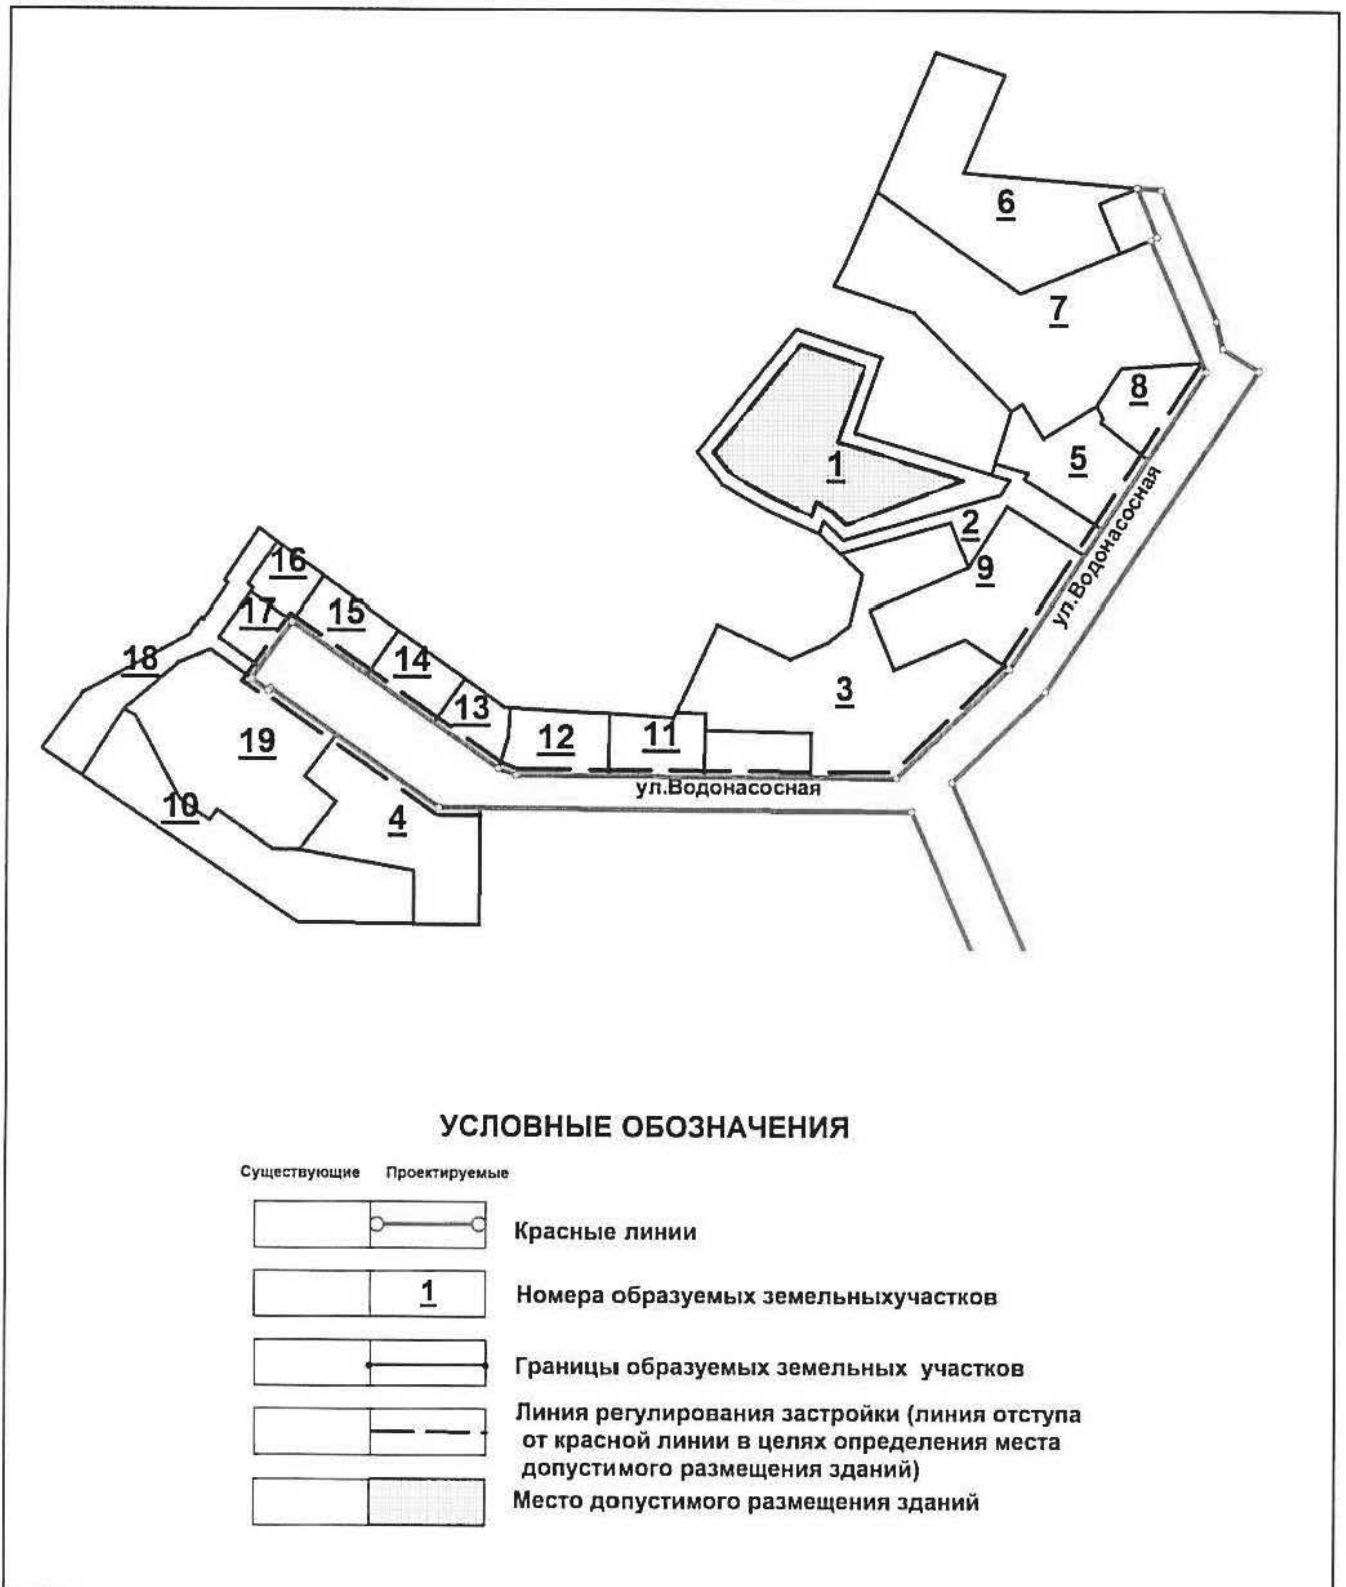 6
7
8
1
5
2
9
ул.Водонасосная
16
17
15
14
18
13
3
19
12
11
10
4
ул.Водонасосная
УСЛОВНЫЕ ОБОЗНАЧЕНИЯ
Существующие Проектируемые
Красные линии
1 Номера образуемых земельныхучастков
Границы образуемых земельных участков
Линия регулирования застройки (линия отступа
от красной линии в целях определения места
допустимого размещения зданий)
Место допустимого размещения зданий